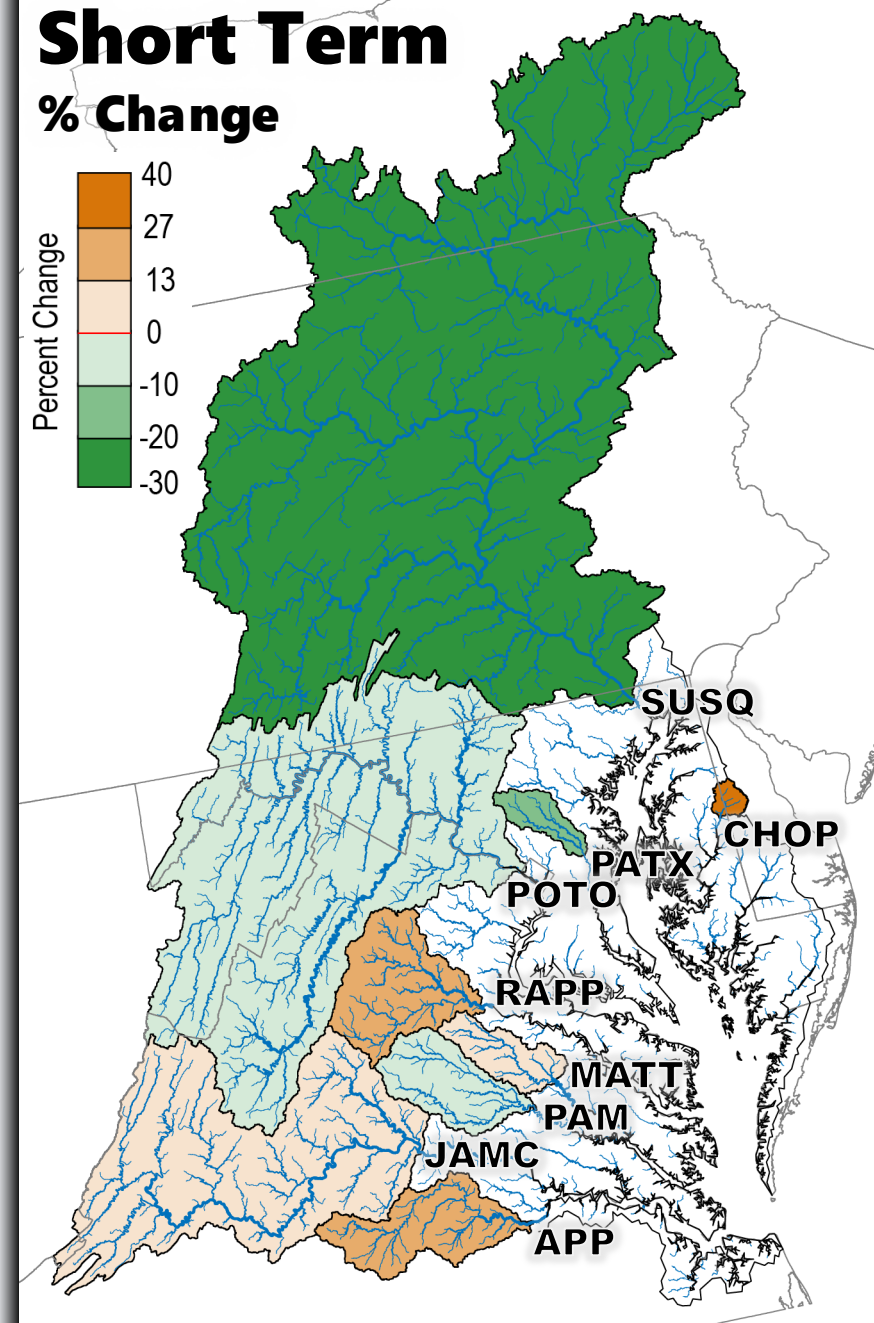 Short Term
% Change
Percent Change
40
27
13
0
-10
-20
-30
SUSQ
CHOP
PATX
POTO
RAPP
MATT
PAM
JAMC
APP